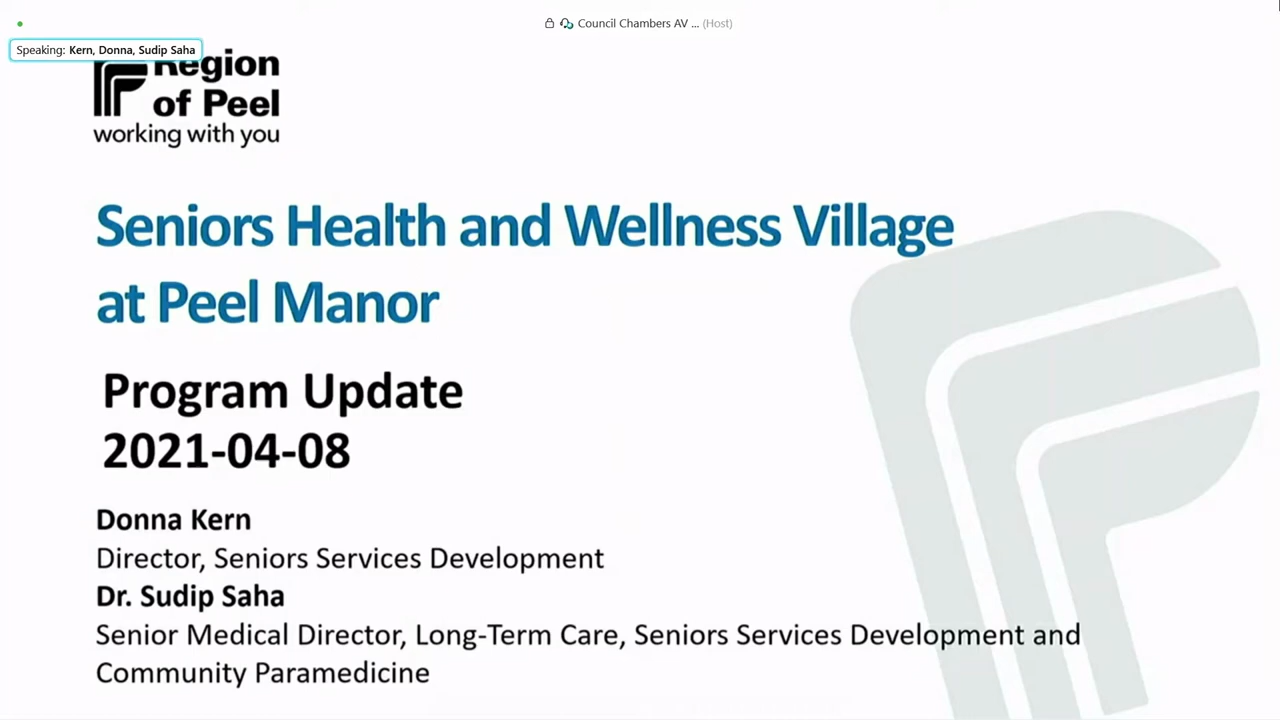 Council Chambers AV ... (Host)
Speaking: Kern, Donna, Sudip Saha
Region
of Peel
working with you
Seniors Health and Wellness Village
at Peel Manor
Program Update
2021-04-08
Donna Kern
Director, Seniors Services Development
Dr. Sudip Saha
Senior Medical Director, Long-Term Care, Seniors Services Development and
Community Paramedicine